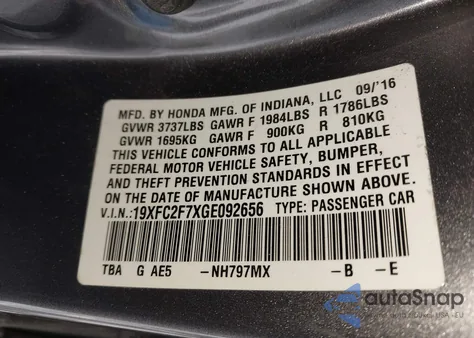 MFD. BY HONDA MFG. OF INDIANA, LLC 09/'16
GVWR 3737LBS GAWR F 1984LBS R 1786LBS
GVWR 1695KG GAWR F 900KG R 810KG
THIS VEHICLE CONFORMS TO ALL APPLICABLE
FEDERAL MOTOR VEHICLE SAFETY, BUMPER,
AND THEFT PREVENTION STANDARDS IN EFFECT
ON THE DATE OF MANUFACTURE SHOWN ABOVE.
V.I.N.:19XFC2F7XGE092656 TYPE: PASSENGER CAR
TBA G AE5 -NH797MX -B -E
autoSnap